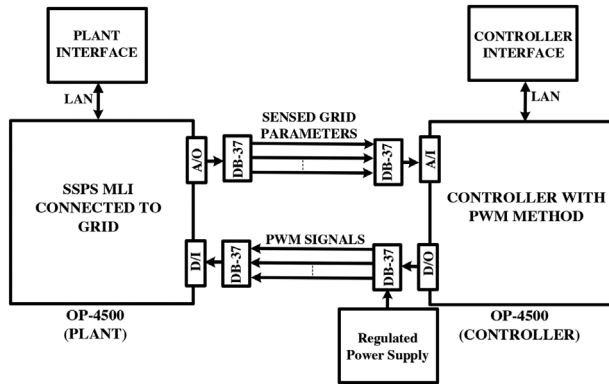 PLANT
INTERFACE
CONTROLLER
INTERFACE
LAN
LAN
SENSED GRID
PARAMETERS
A/O
DB-37
DB-37
A/I
SSPS MLI
CONNECTED TO
GRID
CONTROLLER WITH
PWM METHOD
PWM SIGNALS
D/I
DB-37
DB-37
D/O
OP-4500
(PLANT)
OP-4500
(CONTROLLER)
Regulated
Power Supply